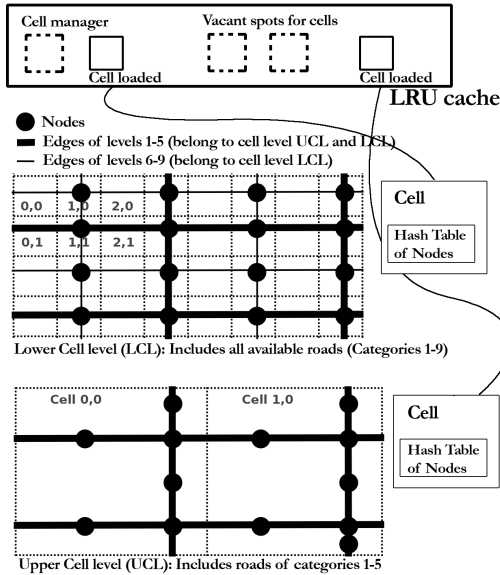 Cell manager
Vacant spots for cells
Cell loaded
Cell loaded
LRU cache
Nodes
Edges of levels 1-5 (belong to cell level UCL and LCL)
Edges of levels 6-9 (belong to cell level LCL)
0,0 1,0 2,0
0,1 1,1 2,1
Cell
Hash Table
of Nodes
Lower Cell level (LCL): Includes all available roads (Categories 1-9)
Cell 0,0
Cell 1,0
Cell
Hash Table
of Nodes
Upper Cell level (UCL): Includes roads of categories 1-5